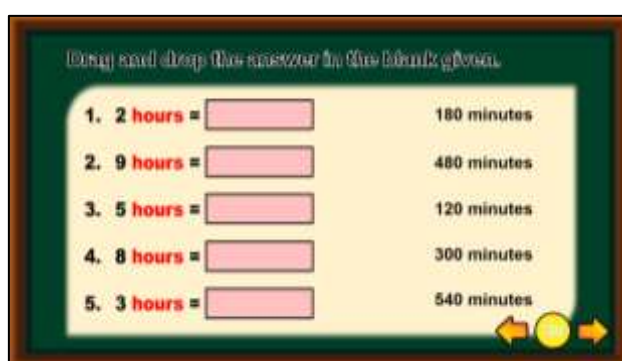 Drag and drop the answer in the blank given.
1. 2 hours = 180 minutes
2. 9 hours = 480 minutes
3. 5 hours = 120 minutes
4. 8 hours = 300 minutes
5. 3 hours = 540 minutes